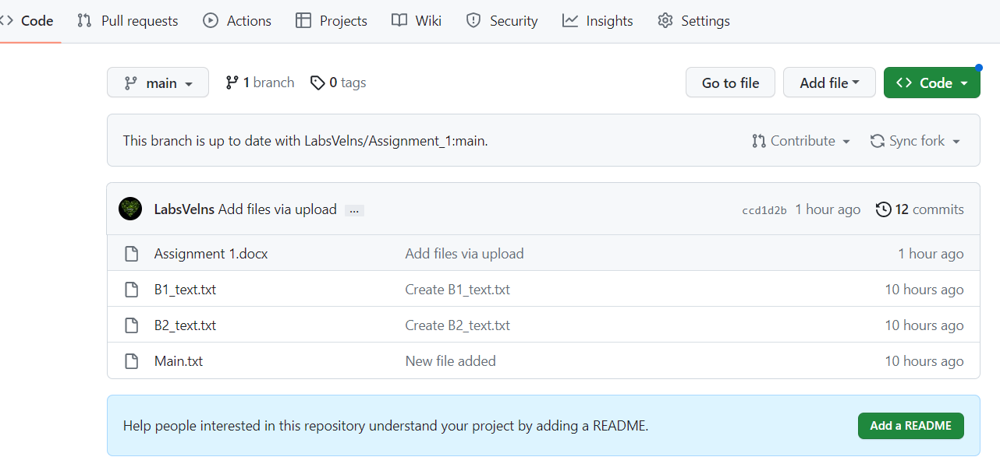 Code Pull requests Actions Projects Wiki Security Insights Settings
main 1 branch 0 tags Go to file Add file Code
This branch is up to date with LabsVelns/Assignment_1:main. Contribute Sync fork
LabsVelns Add files via upload ... ccd1d2b 1 hour ago 12 commits
Assignment 1.docx Add files via upload 1 hour ago
B1_text.txt Create B1_text.txt 10 hours ago
B2_text.txt Create B2_text.txt 10 hours ago
Main.txt New file added 10 hours ago
Help people interested in this repository understand your project by adding a README. Add a README